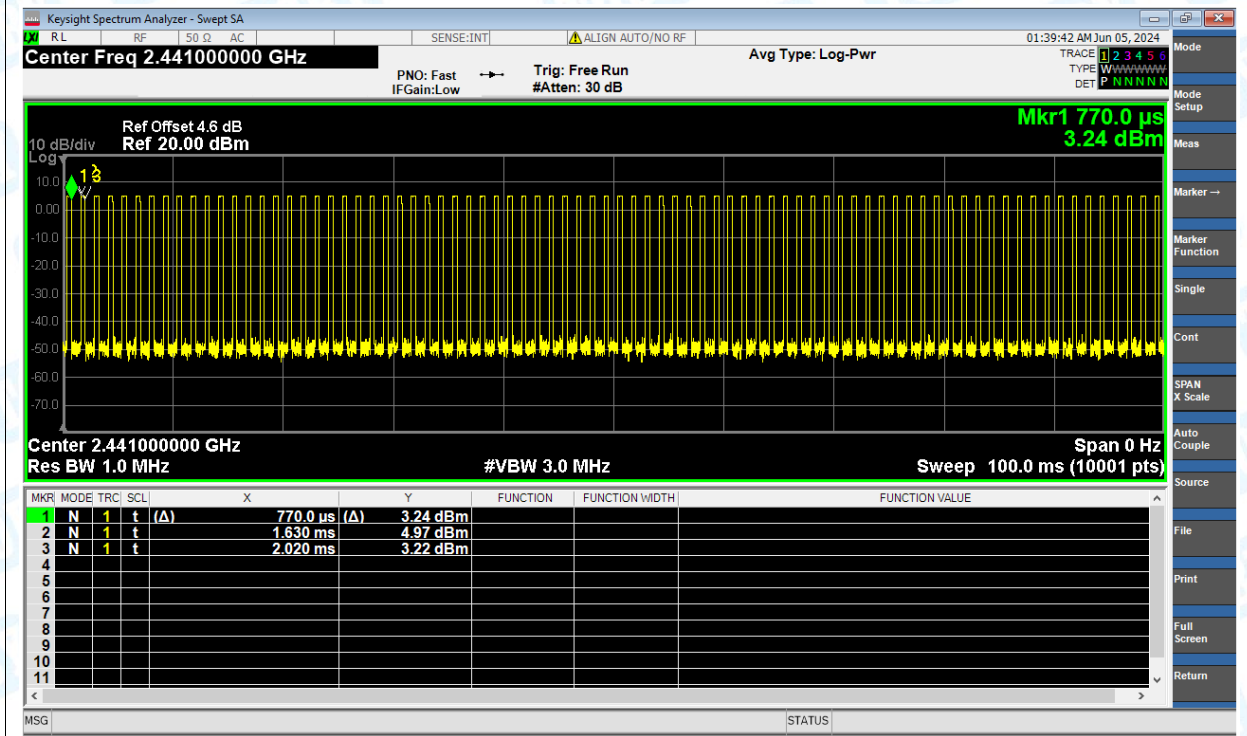 Keysight Spectrum Analyzer - Swept SA
LXI RL RF 50 Ω AC SENSE:INT ALIGN AUTO/NO RF 01:39:42 AM Jun 05, 2024
Center Freq 2.441000000 GHz
Avg Type: Log-Pwr
TRACE 1 2 3 4 5 6
PNO: Fast Trig: Free Run
TYPE WWWWWWW
IFGain:Low #Atten: 30 dB
DET P N N N N N
Mkr1 770.0 µs
3.24 dBm
Ref Offset 4.6 dB
10 dB/div Ref 20.00 dBm
Log
1 3
10.0
0.00
-10.0
-20.0
-30.0
-40.0
-50.0
-60.0
-70.0
Center 2.441000000 GHz Span 0 Hz
Res BW 1.0 MHz #VBW 3.0 MHz Sweep 100.0 ms (10001 pts)
MKR MODE TRC SCL X Y FUNCTION FUNCTION WIDTH FUNCTION VALUE
1 N 1 t (Δ) 770.0 µs (Δ) 3.24 dBm
2 N 1 t 1.630 ms 4.97 dBm
3 N 1 t 2.020 ms 3.22 dBm
4
5
6
7
8
9
10
11
MSG STATUS
Mode
Mode
Setup
Meas
Marker →
Marker
Function
Single
Cont
SPAN
X Scale
Auto
Couple
Source
File
Print
Full
Screen
Return